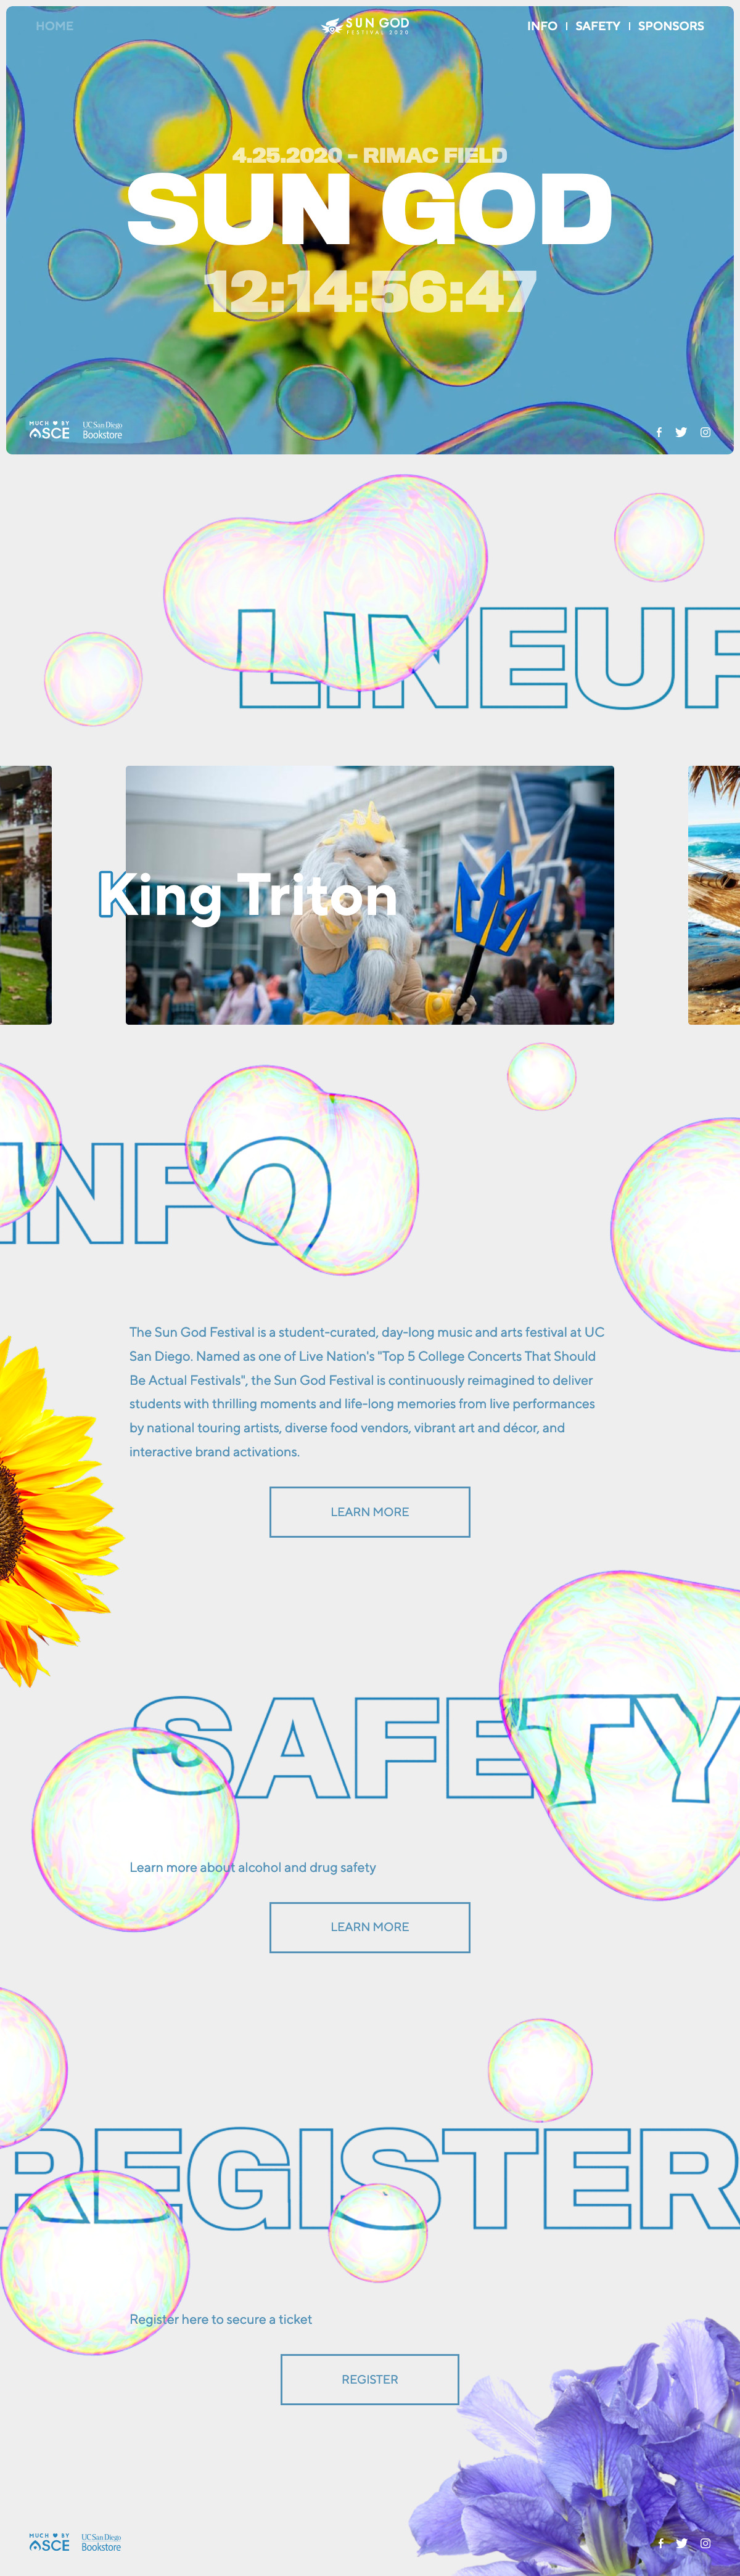 HOME
SUN GOD
FESTIVAL 2020
INFO | SAFETY | SPONSORS
4.25.2020 - RIMAC FIELD
SUN GOD
12:14:56:47
MUCH ♥ BY
ASCE
UC San Diego
Bookstore
LINEUP
King Triton
INFO
The Sun God Festival is a student-curated, day-long music and arts festival at UC
San Diego. Named as one of Live Nation's "Top 5 College Concerts That Should
Be Actual Festivals", the Sun God Festival is continuously reimagined to deliver
students with thrilling moments and life-long memories from live performances
by national touring artists, diverse food vendors, vibrant art and décor, and
interactive brand activations.
LEARN MORE
SAFETY
Learn more about alcohol and drug safety
LEARN MORE
REGISTER
Register here to secure a ticket
REGISTER
MUCH ♥ BY
ASCE
UC San Diego
Bookstore